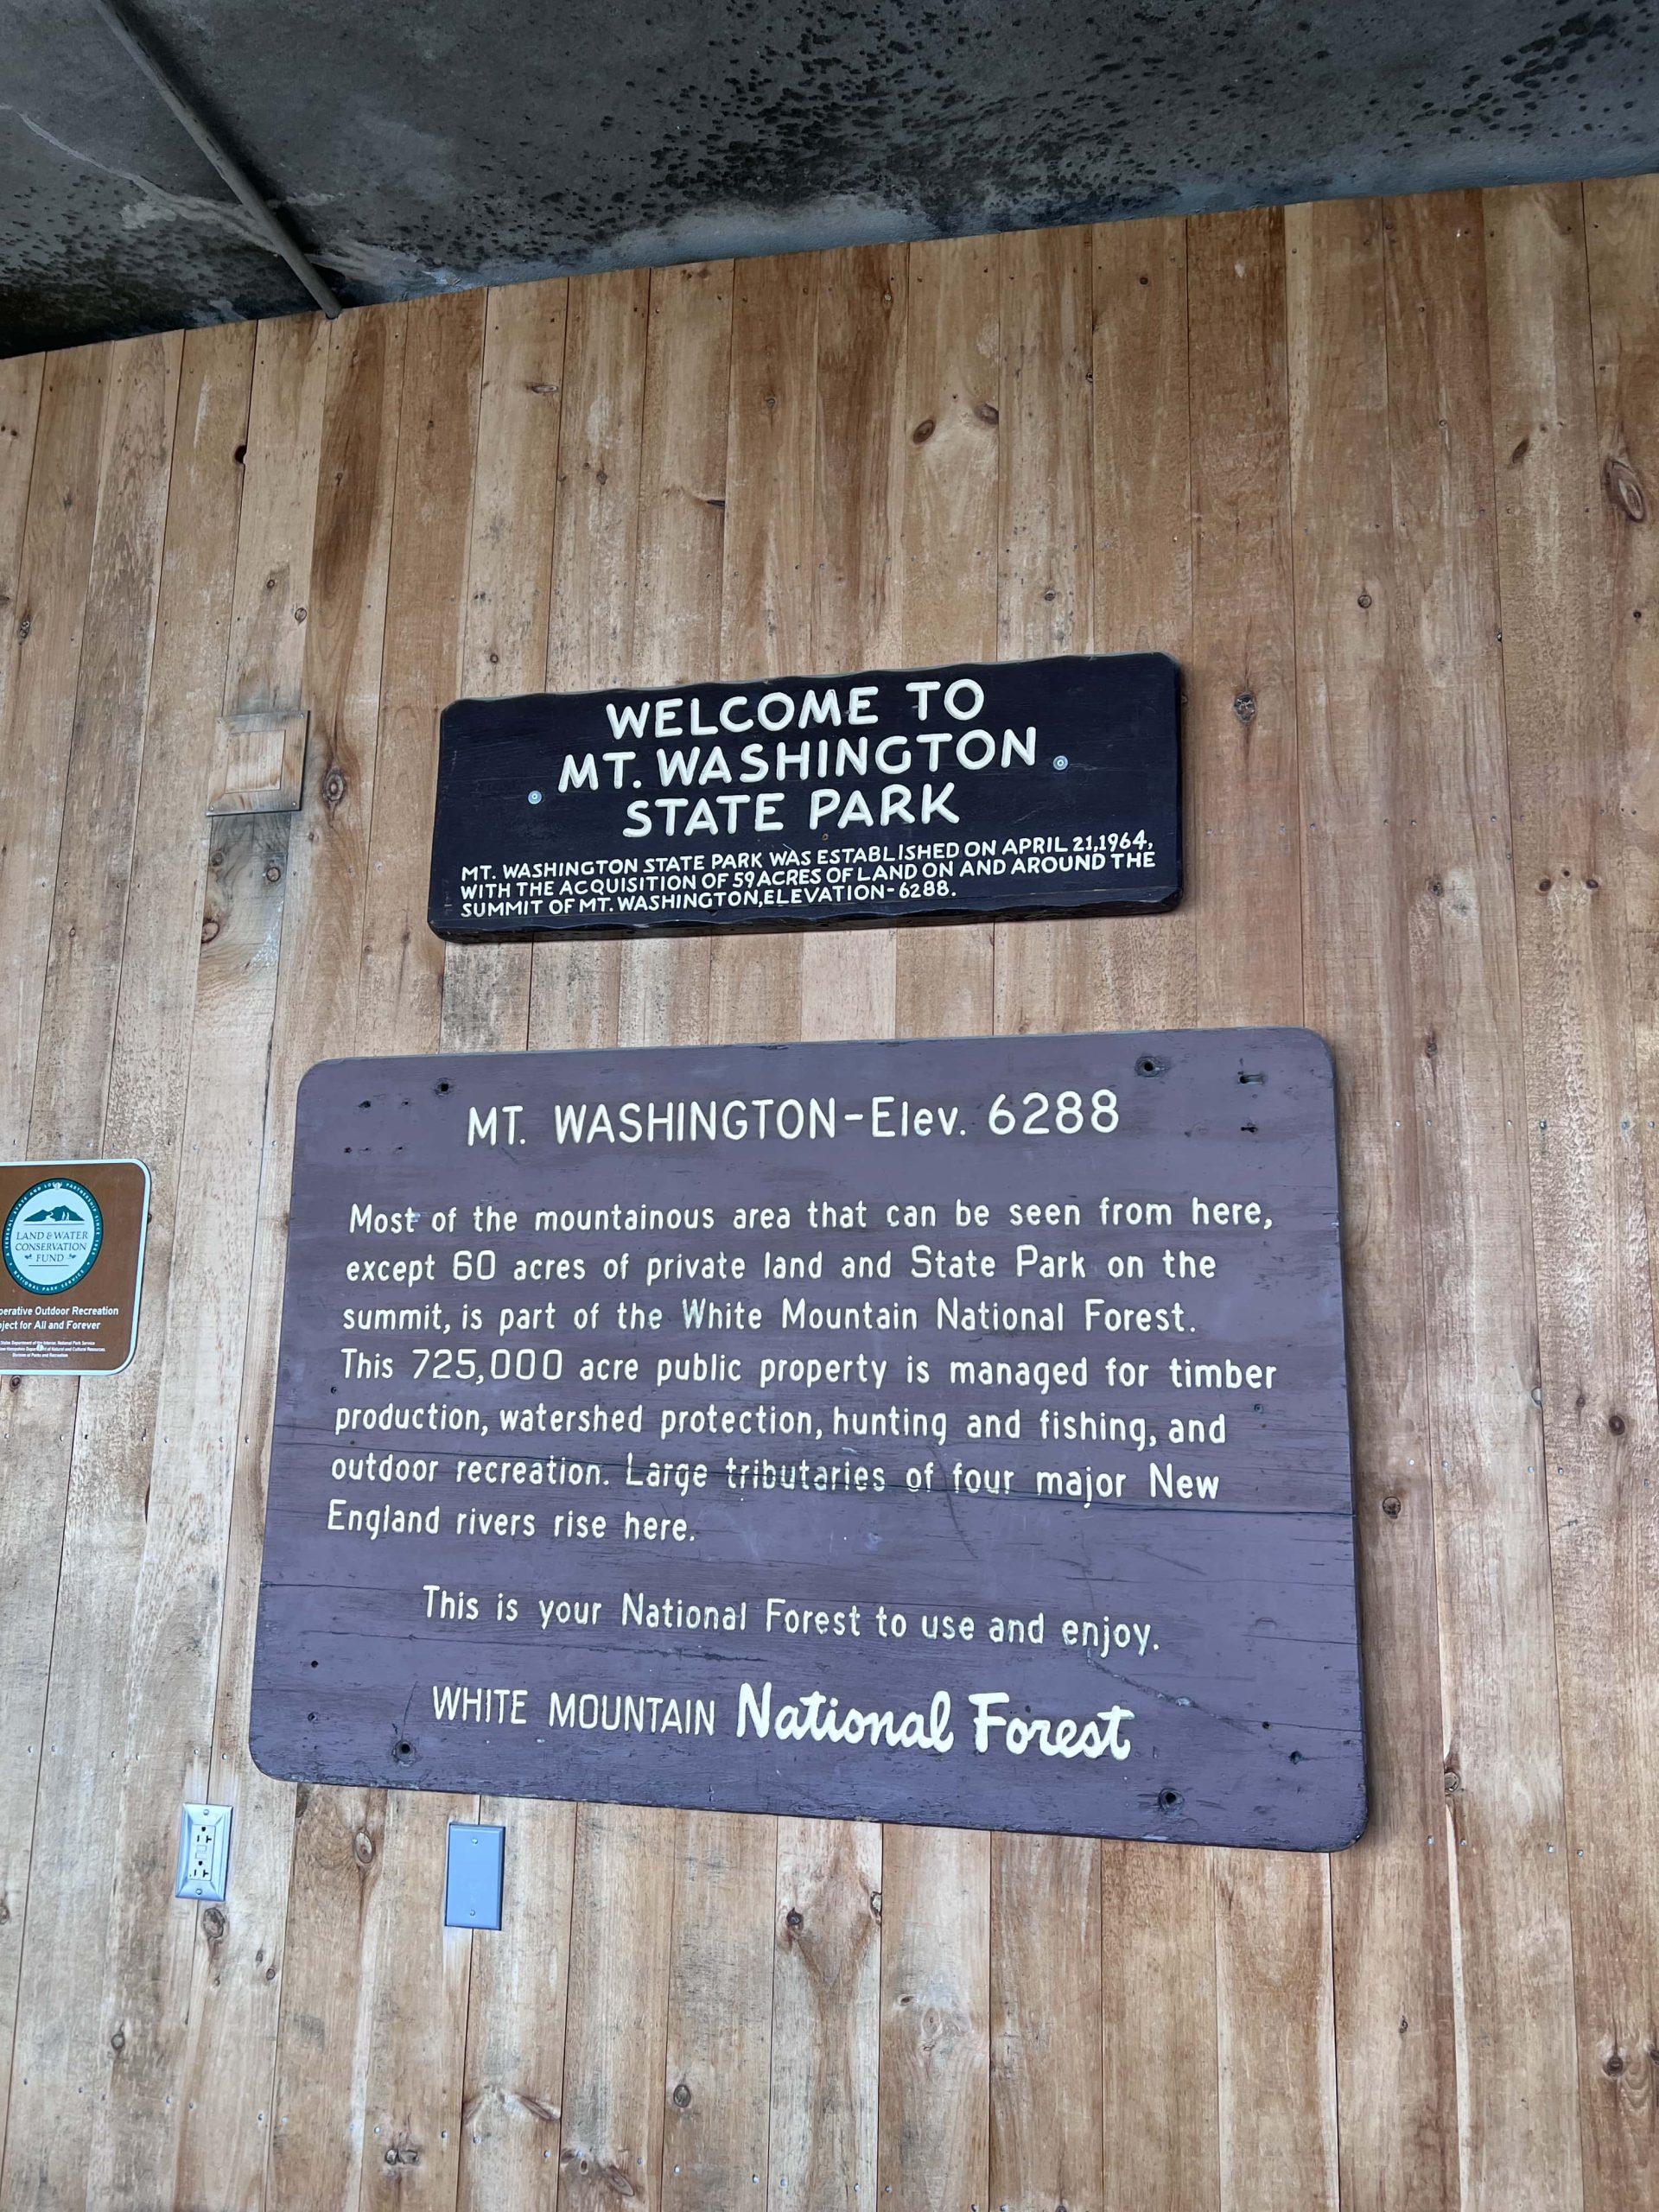 WELCOME TO
MT. WASHINGTON
STATE PARK
MT. WASHINGTON STATE PARK WAS ESTABLISHED ON APRIL 21,1964,
WITH THE ACQUISITION OF 59 ACRES OF LAND ON AND AROUND THE
SUMMIT OF MT. WASHINGTON, ELEVATION-6288.
MT. WASHINGTON-Elev. 6288
Most of the mountainous area that can be seen from here,
except 60 acres of private land and State Park on the
summit, is part of the White Mountain National Forest.
This 725,000 acre public property is managed for timber
production, watershed protection, hunting and fishing, and
outdoor recreation. Large tributaries of four major New
England rivers rise here.
This is your National Forest to use and enjoy.
WHITE MOUNTAIN National Forest
LAND & WATER
CONSERVATION
FUND
Outdoor Recreation
for All and Forever